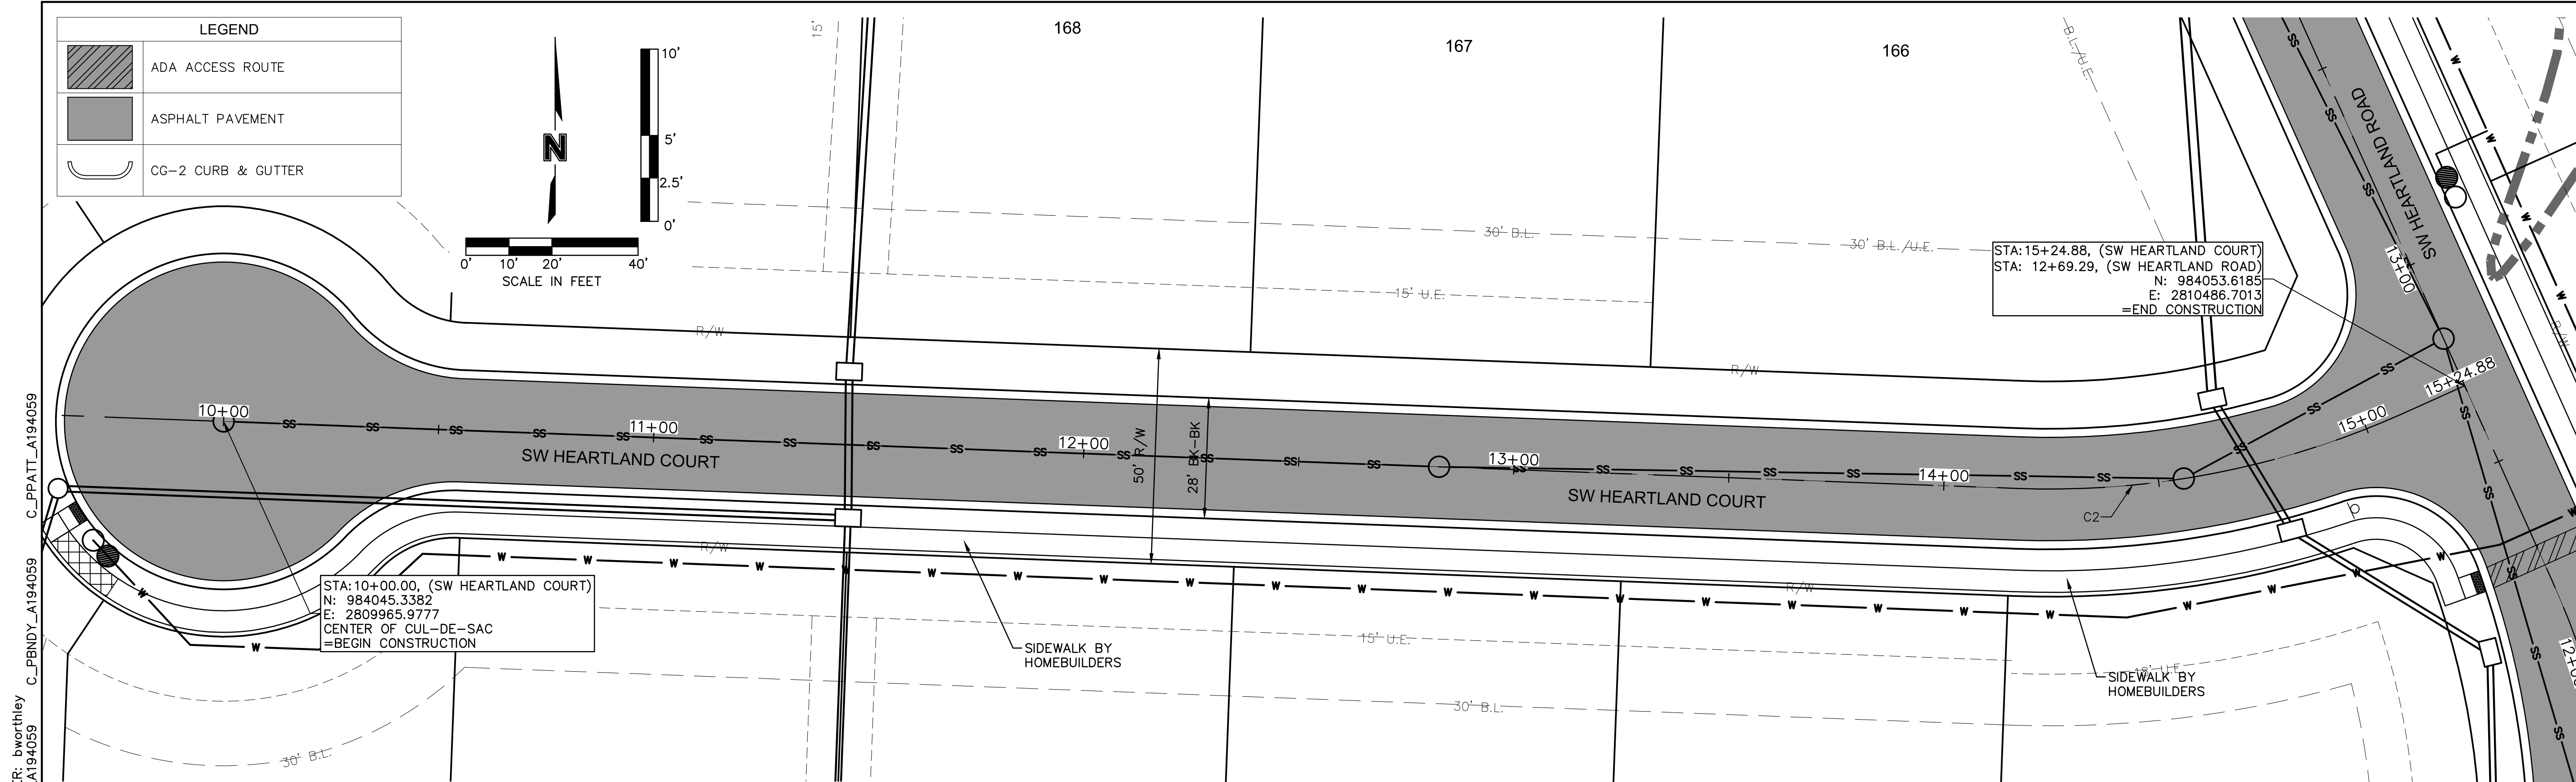 LEGEND
ADA ACCESS ROUTE
ASPHALT PAVEMENT
CG-2 CURB & GUTTER
N
10'
5'
2.5'
0'
0' 10' 20' 40'
SCALE IN FEET
15'
168
167
166
B.L./U.E.
30' B.L.
30' B.L./U.E.
15' U.E.
R/W
R/W
SW HEARTLAND ROAD
13+00
STA:15+24.88, (SW HEARTLAND COURT)
STA: 12+69.29, (SW HEARTLAND ROAD)
N: 984053.6185
E: 2810486.7013
=END CONSTRUCTION
R/W
10+00
11+00
12+00
13+00
14+00
15+00
15+24.88
SS
W
SW HEARTLAND COURT
SW HEARTLAND COURT
50' R/W
28' BK-BK
C2
R/W
R/W
STA:10+00.00, (SW HEARTLAND COURT)
N: 984045.3382
E: 2809965.9777
CENTER OF CUL-DE-SAC
=BEGIN CONSTRUCTION
SIDEWALK BY
HOMEBUILDERS
15' U.E.
SIDEWALK BY
HOMEBUILDERS
30' B.L.
30' B.L.
C_PPATT_A194059
C_PBNDY_A194059
R: bworthley
A194059